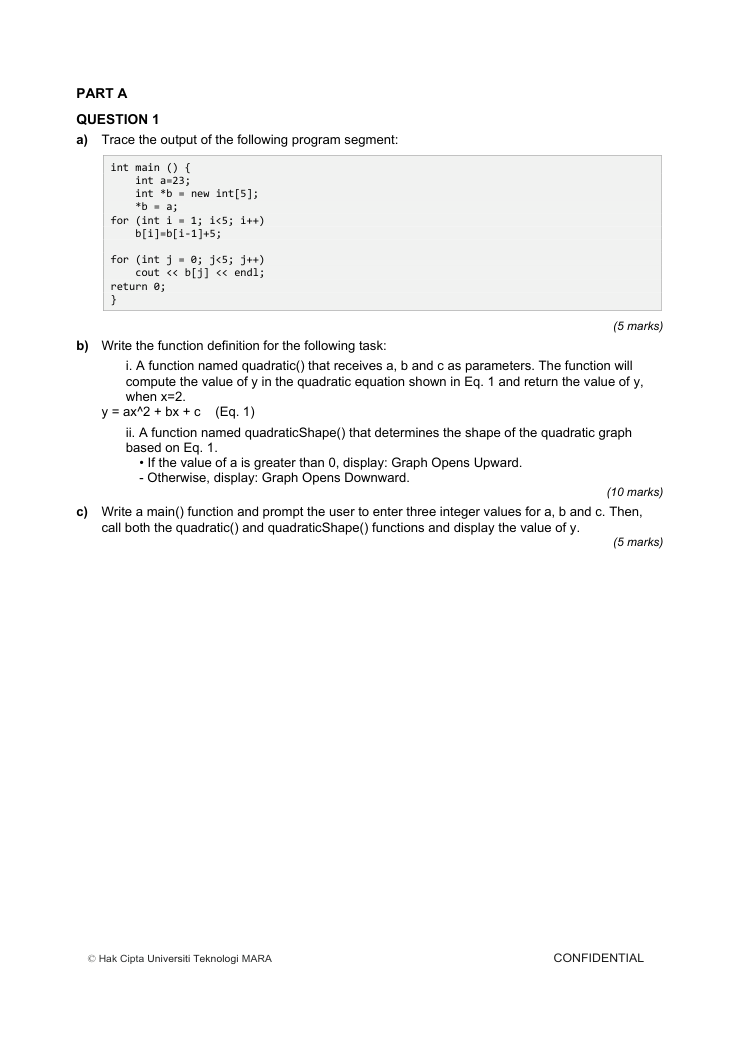 PART A
QUESTION 1
a) Trace the output of the following program segment:
int main () {
    int a=23;
    int *b = new int[5];
    *b = a;
for (int i = 1; i<5; i++)
    b[i]=b[i-1]+5;
for (int j = 0; j<5; j++)
    cout << b[j] << endl;
return 0;
}
(5 marks)
b) Write the function definition for the following task:
i. A function named quadratic() that receives a, b and c as parameters. The function will
compute the value of y in the quadratic equation shown in Eq. 1 and return the value of y,
when x=2.
y = ax^2 + bx + c (Eq. 1)
ii. A function named quadraticShape() that determines the shape of the quadratic graph
based on Eq. 1.
• If the value of a is greater than 0, display: Graph Opens Upward.
- Otherwise, display: Graph Opens Downward.
(10 marks)
c) Write a main() function and prompt the user to enter three integer values for a, b and c. Then,
call both the quadratic() and quadraticShape() functions and display the value of y.
(5 marks)
© Hak Cipta Universiti Teknologi MARA CONFIDENTIAL